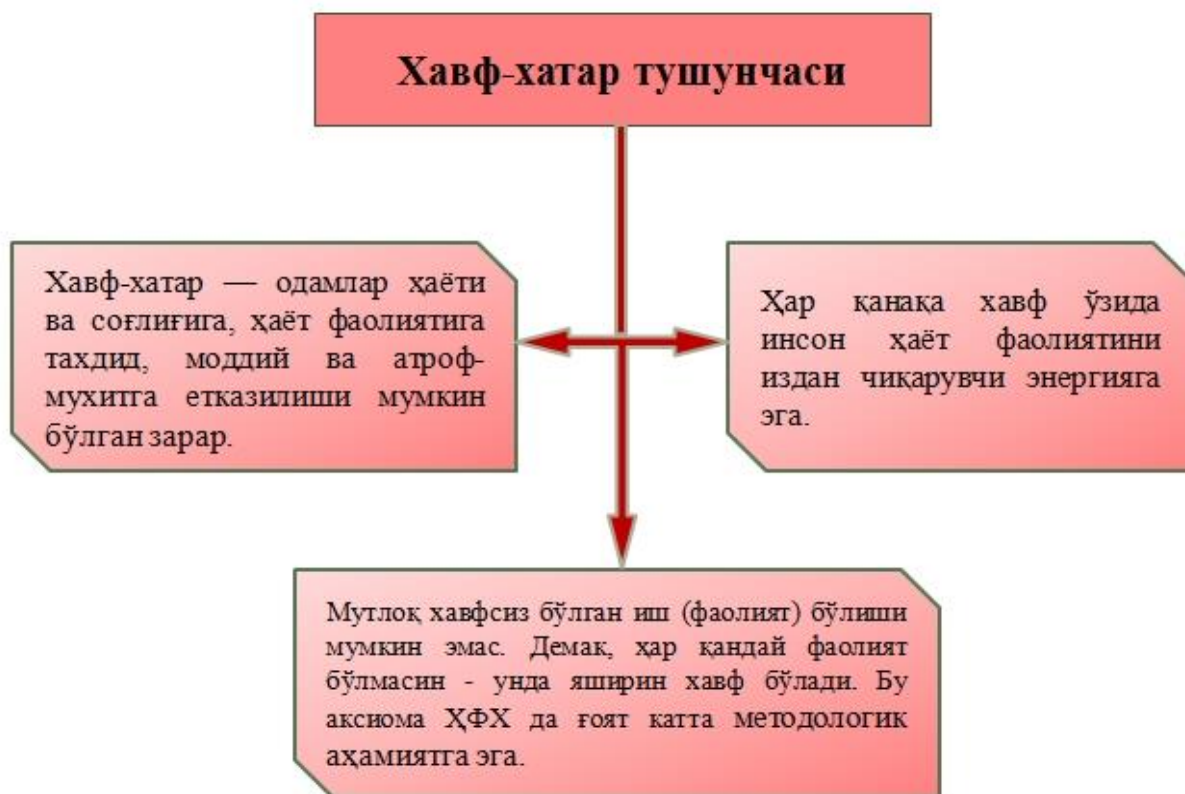 Хавф-хатар тушунчаси
Хавф-хатар — одамлар ҳаёти
ва соғлиғига, ҳаёт фаолиятига
тахдид, моддий ва атроф-
мухитга етказилиши мумкин
бўлган зарар.
Ҳар қанақа хавф ўзида
инсон ҳаёт фаолиятини
издан чиқарувчи энергияга
эга.
Мутлоқ хавфсиз бўлган иш (фаолият) бўлиши
мумкин эмас. Демак, ҳар қандай фаолият
бўлмасин - унда яширин хавф бўлади. Бу
аксиома ҲФХ да ғоят катта методологик
аҳамиятга эга.